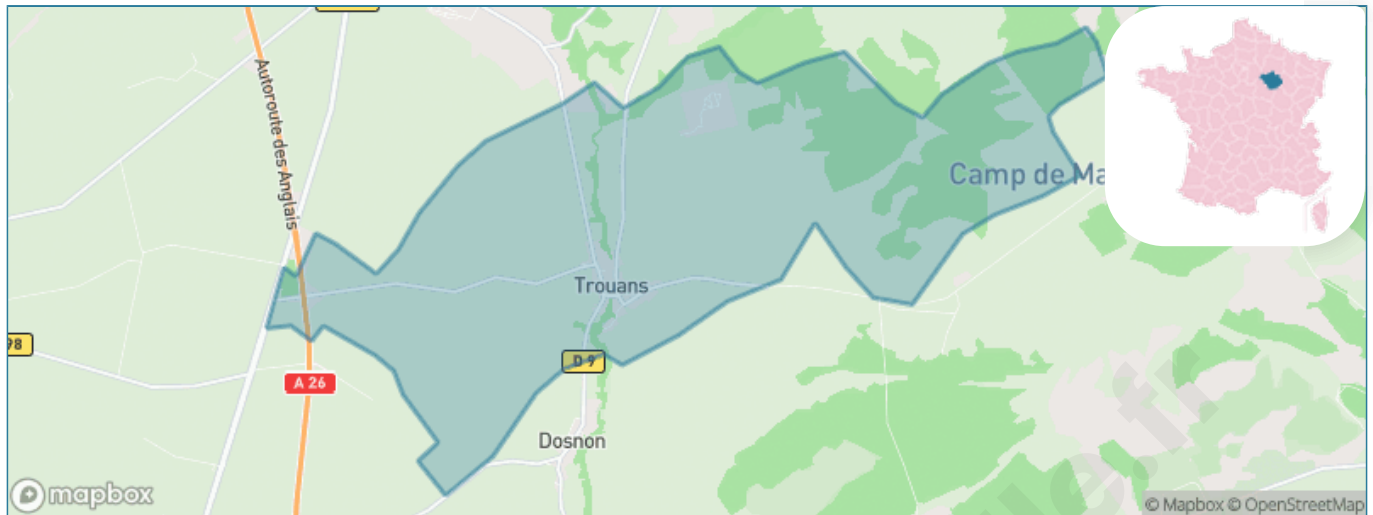 Autoroute des Anglais
Camp de Ma
Trouans
98
D 9
A 26
Dosnon
mapbox
© Mapbox © OpenStreetMap